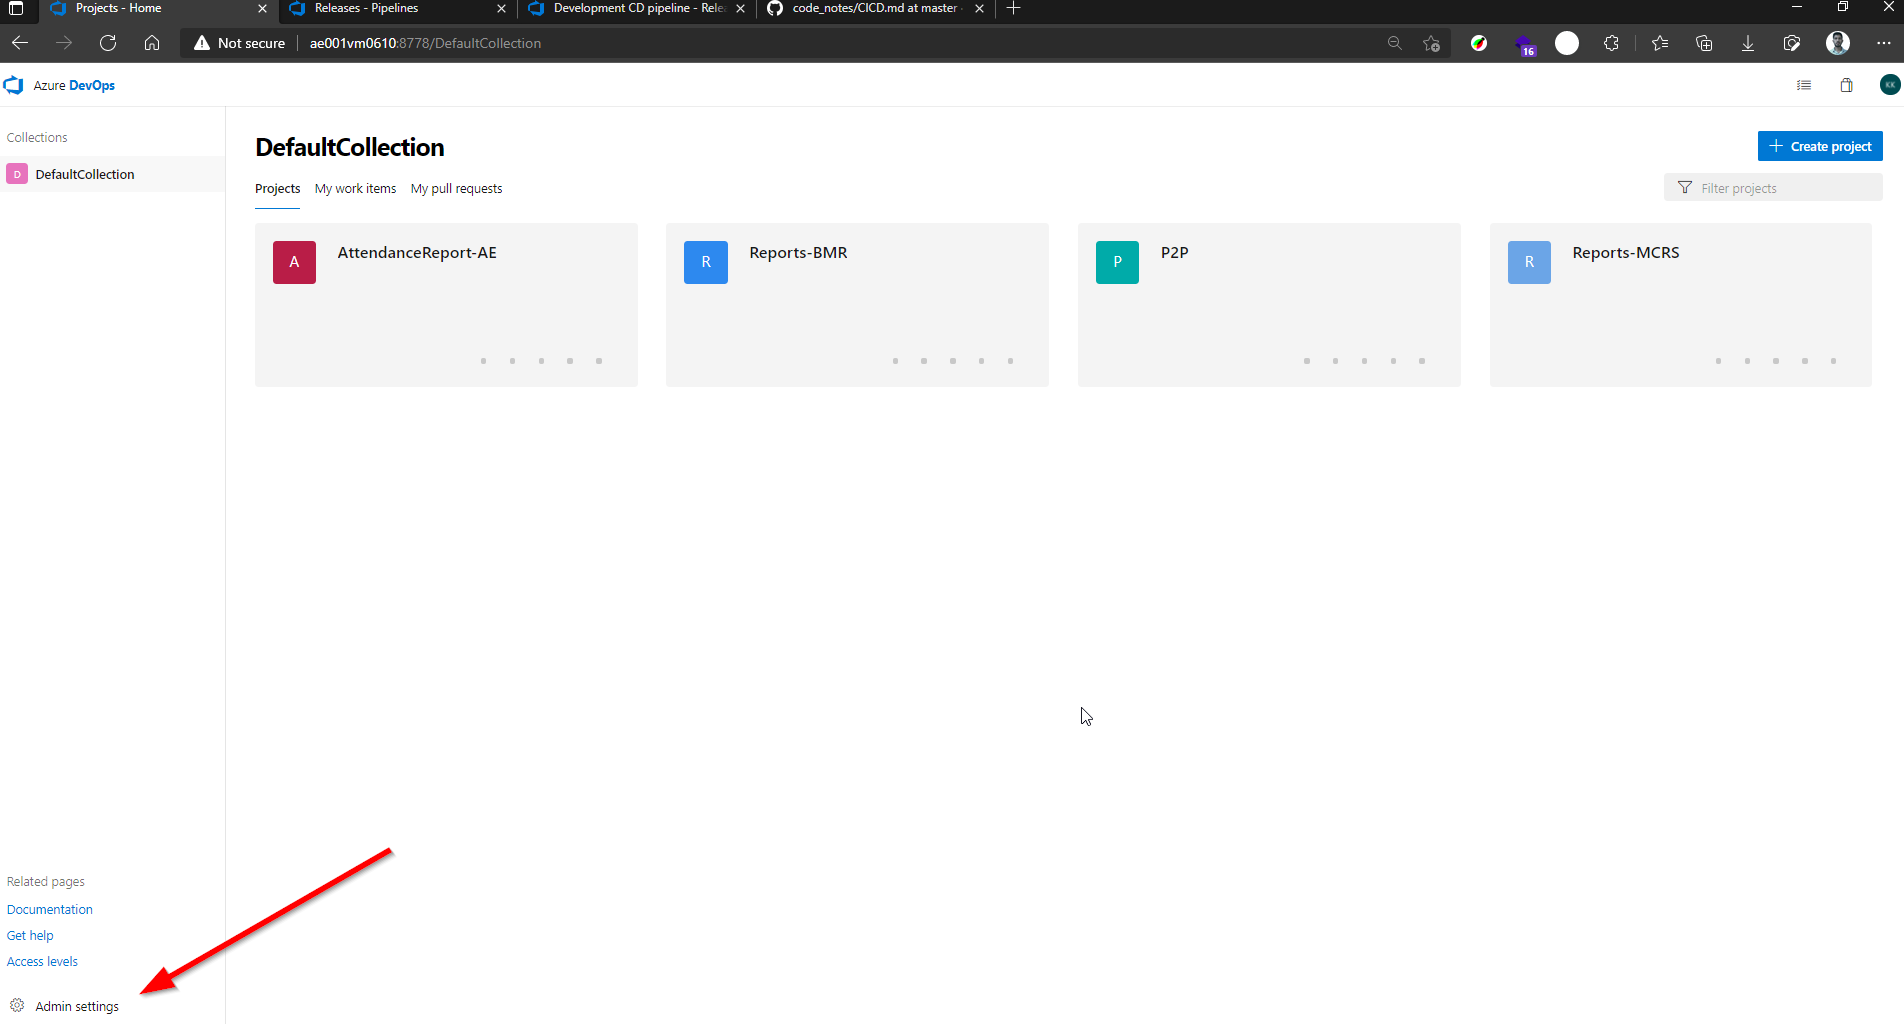 Projects - Home
Releases - Pipelines
Development CD pipeline - Rele
code_notes/CICD.md at master
Not secure
ae001vm0610:8778/DefaultCollection
16
Azure DevOps
KK
Collections
D DefaultCollection
DefaultCollection
Create project
Projects My work items My pull requests
Filter projects
A AttendanceReport-AE
R Reports-BMR
P P2P
R Reports-MCRS
Related pages
Documentation
Get help
Access levels
Admin settings